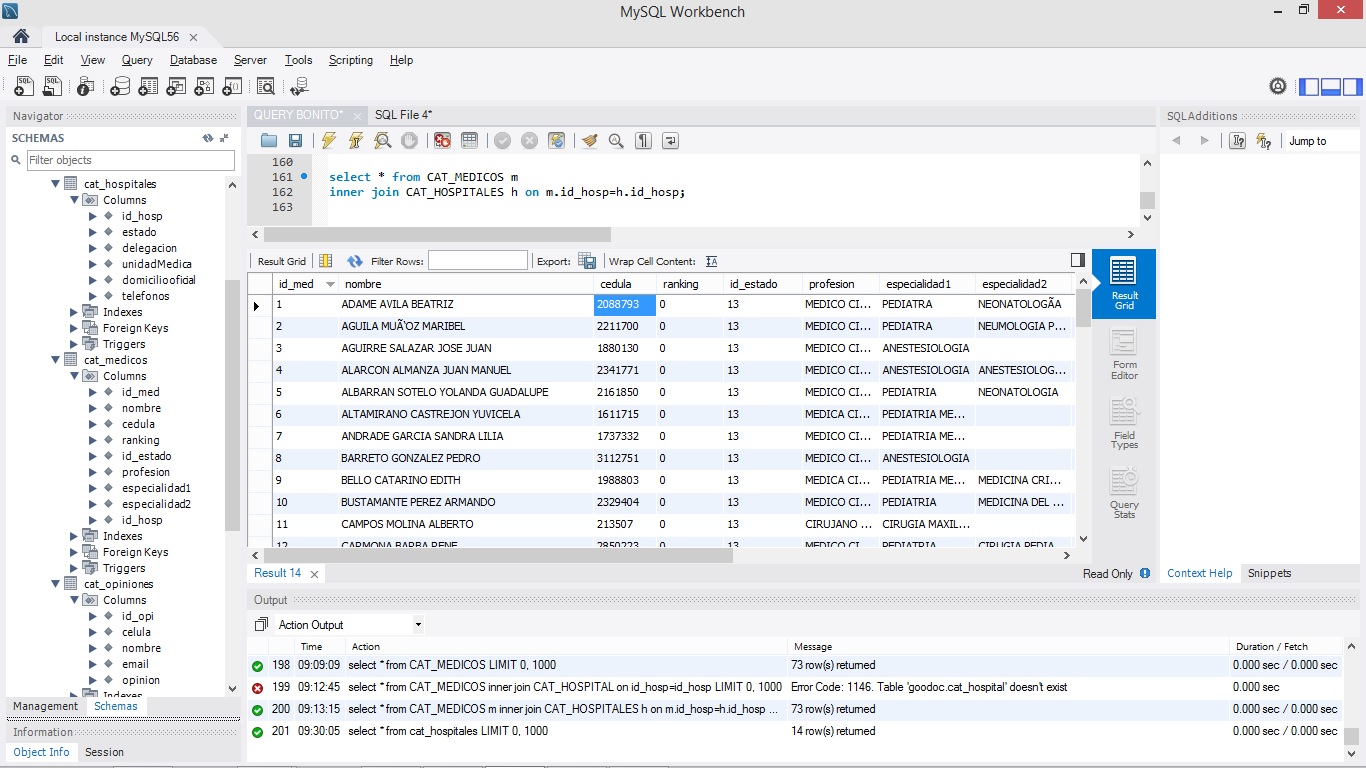 MySQL Workbench
Local instance MySQL56
File Edit View Query Database Server Tools Scripting Help
Navigator
SCHEMAS
Filter objects
cat_hospitales
Columns
id_hosp
estado
delegacion
unidadMedica
domiciliooficial
telefonos
Indexes
Foreign Keys
Triggers
cat_medicos
Columns
id_med
nombre
cedula
ranking
id_estado
profesion
especialidad1
especialidad2
id_hosp
Indexes
Foreign Keys
Triggers
cat_opiniones
Columns
id_opi
celula
nombre
email
opinion
Indexes
Management Schemas
Information
Object Info Session
QUERY BONITO* SQL File 4*
160
161 select * from CAT_MEDICOS m
162 inner join CAT_HOSPITALES h on m.id_hosp=h.id_hosp;
163
Result Grid Filter Rows: Export: Wrap Cell Content:
id_med nombre cedula ranking id_estado profesion especialidad1 especialidad2
1 ADAME AVILA BEATRIZ 2088793 0 13 MEDICO CI... PEDIATRA NEONATOLOGÃA
2 AGUILA MUÃ'OZ MARIBEL 2211700 0 13 MEDICO CI... PEDIATRA NEUMOLOGIA P...
3 AGUIRRE SALAZAR JOSE JUAN 1880130 0 13 MEDICO CI... ANESTESIOLOGIA
4 ALARCON ALMANZA JUAN MANUEL 2341771 0 13 MEDICO CI... ANESTESIOLOGIA ANESTESIOLOG...
5 ALBARRAN SOTELO YOLANDA GUADALUPE 2161850 0 13 MEDICO CI... PEDIATRIA NEONATOLOGIA
6 ALTAMIRANO CASTREJON YUVICELA 1611715 0 13 MEDICA CI... PEDIATRIA ME...
7 ANDRADE GARCIA SANDRA LILIA 1737332 0 13 MEDICO CI... PEDIATRIA ME...
8 BARRETO GONZALEZ PEDRO 3112751 0 13 MEDICO CI... ANESTESIOLOGIA
9 BELLO CATARINO EDITH 1988803 0 13 MEDICA CI... PEDIATRIA ME... MEDICINA CRI...
10 BUSTAMANTE PEREZ ARMANDO 2329404 0 13 MEDICO CI... PEDIATRIA MEDICINA DEL ...
11 CAMPOS MOLINA ALBERTO 213507 0 13 CIRUJANO ... CIRUGIA MAXIL...
12 CARMONA BARBA RENE 2850223 0 13 MEDICO CI... PEDIATRIA CIRUGIA PEDIA...
Result Grid
Form Editor
Field Types
Query Stats
Result 14
Read Only
SQLAdditions
Jump to
Context Help Snippets
Output
Action Output
Time Action Message Duration / Fetch
198 09:09:09 select * from CAT_MEDICOS LIMIT 0, 1000 73 row(s) returned 0.000 sec / 0.000 sec
199 09:12:45 select * from CAT_MEDICOS inner join CAT_HOSPITAL on id_hosp=id_hosp LIMIT 0, 1000 Error Code: 1146. Table 'goodoc.cat_hospital' doesn't exist 0.000 sec
200 09:13:15 select * from CAT_MEDICOS m inner join CAT_HOSPITALES h on m.id_hosp=h.id_hosp ... 73 row(s) returned 0.000 sec / 0.000 sec
201 09:30:05 select * from cat_hospitales LIMIT 0, 1000 14 row(s) returned 0.000 sec / 0.000 sec